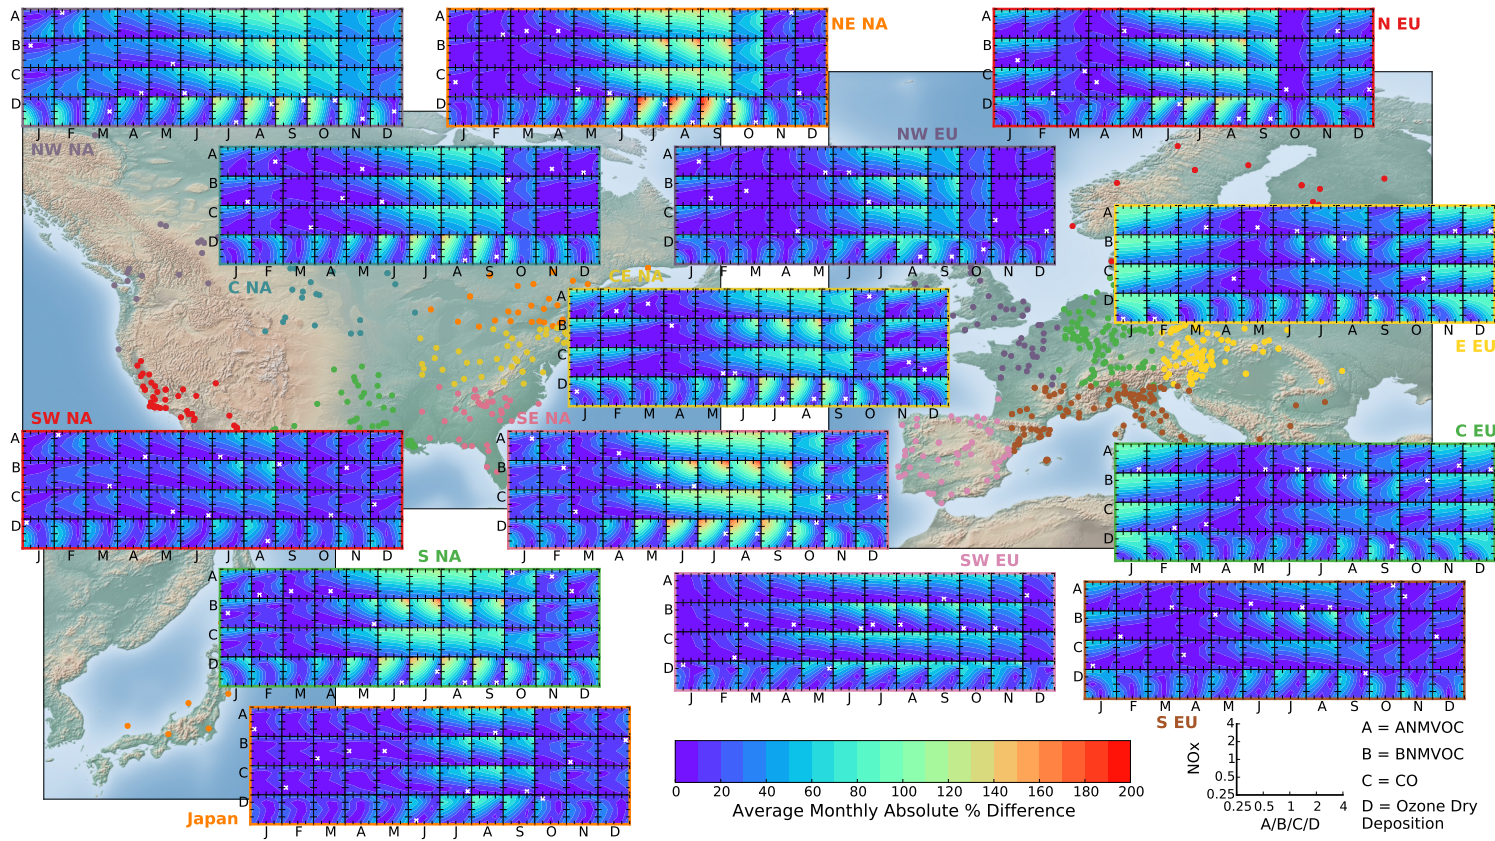 A
B
C
D
J F M A M J J A S O N D
NW NA
A
B
C
D
J F M A M J J A S O N D
NE NA
A
B
C
D
J F M A M J J A S O N D
N EU
A
B
C
D
J F M A M J J A S O N D
C NA
NW EU
A
B
C
D
J F M A M J J A S O N D
A
B
C
D
J F M A M J J A S O N D
E EU
CE NA
A
B
C
D
J F M A M J J A S O N D
SW NA
A
B
C
D
J F M A M J J A S O N D
SE NA
A
B
C
D
J F M A M J J A S O N D
C EU
A
B
C
D
J F M A M J J A S O N D
S NA
A
B
C
D
J F M A M J J A S O N D
SW EU
A
B
C
D
J F M A M J J A S O N D
A
B
C
D
J F M A M J J A S O N D
S EU
A
B
C
D
J F M A M J J A S O N D
Japan
0 20 40 60 80 100 120 140 160 180 200
Average Monthly Absolute % Difference
NOx
4
2
1
0.5
0.25
0.25 0.5 1 2 4
A/B/C/D
A = ANMVOC
B = BNMVOC
C = CO
D = Ozone Dry
Deposition